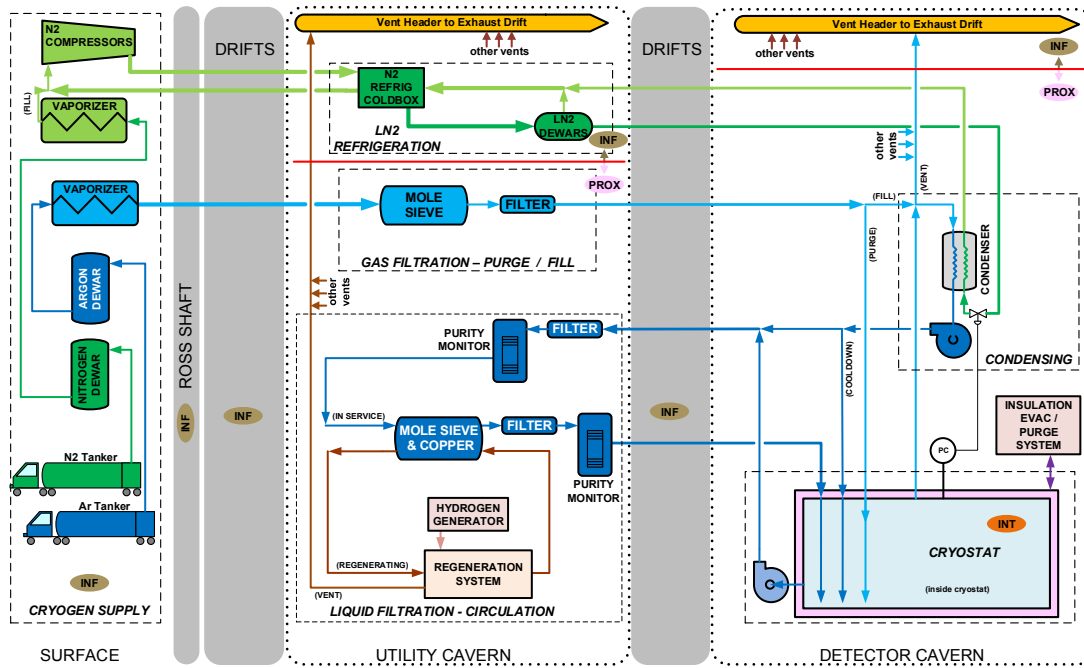 N2
COMPRESSORS
(FILL)
VAPORIZER
VAPORIZER
ARGON
DEWAR
NITROGEN
DEWAR
N2 Tanker
Ar Tanker
INF
CRYOGEN SUPPLY
SURFACE
ROSS SHAFT
INF
DRIFTS
INF
Vent Header to Exhaust Drift
other vents
N2
REFRIG
COLDBOX
LN2
DEWARS
LN2
REFRIGERATION
INF
PROX
MOLE
SIEVE
FILTER
GAS FILTRATION – PURGE / FILL
other
vents
PURITY
MONITOR
FILTER
(IN SERVICE)
MOLE SIEVE
& COPPER
FILTER
PURITY
MONITOR
HYDROGEN
GENERATOR
(REGENERATING)
REGENERATION
SYSTEM
(VENT)
LIQUID FILTRATION - CIRCULATION
UTILITY CAVERN
DRIFTS
INF
Vent Header to Exhaust Drift
other vents
INF
PROX
other
vents
(VENT)
(FILL)
(PURGE)
CONDENSER
C
CONDENSING
(COOLDOWN)
INSULATION
EVAC /
PURGE
SYSTEM
PC
INT
CRYOSTAT
(inside cryostat)
DETECTOR CAVERN